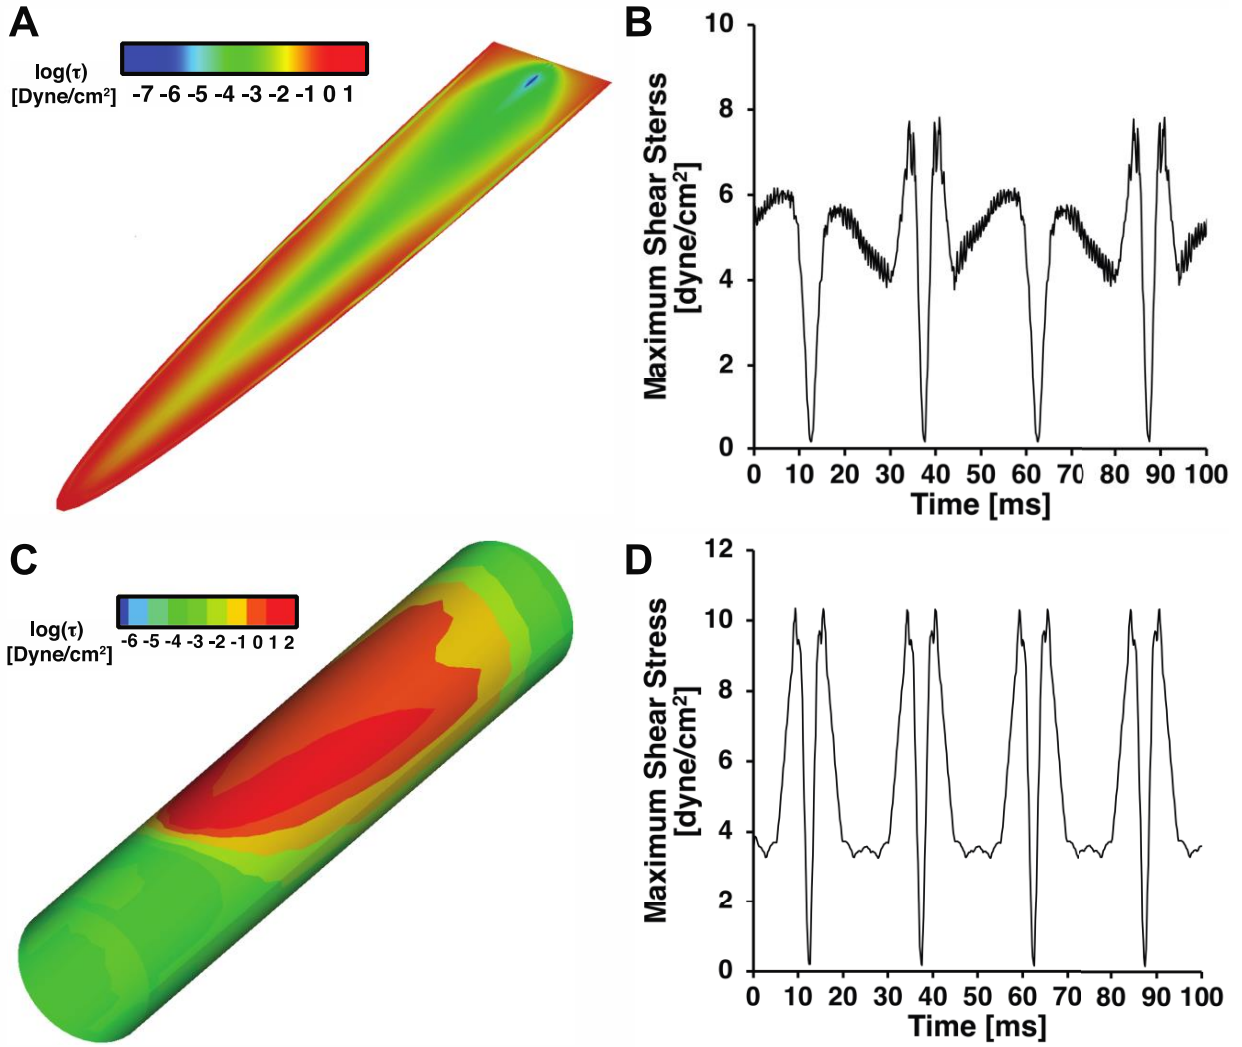 A
log(τ)
[Dyne/cm²]
-7 -6 -5 -4 -3 -2 -1 0 1
B
Maximum Shear Sterss
[dyne/cm²]
10
8
6
4
2
0
0 10 20 30 40 50 60 70 80 90 100
Time [ms]
C
log(τ)
[Dyne/cm²]
-6 -5 -4 -3 -2 -1 0 1 2
D
Maximum Shear Stress
[dyne/cm²]
12
10
8
6
4
2
0
0 10 20 30 40 50 60 70 80 90 100
Time [ms]